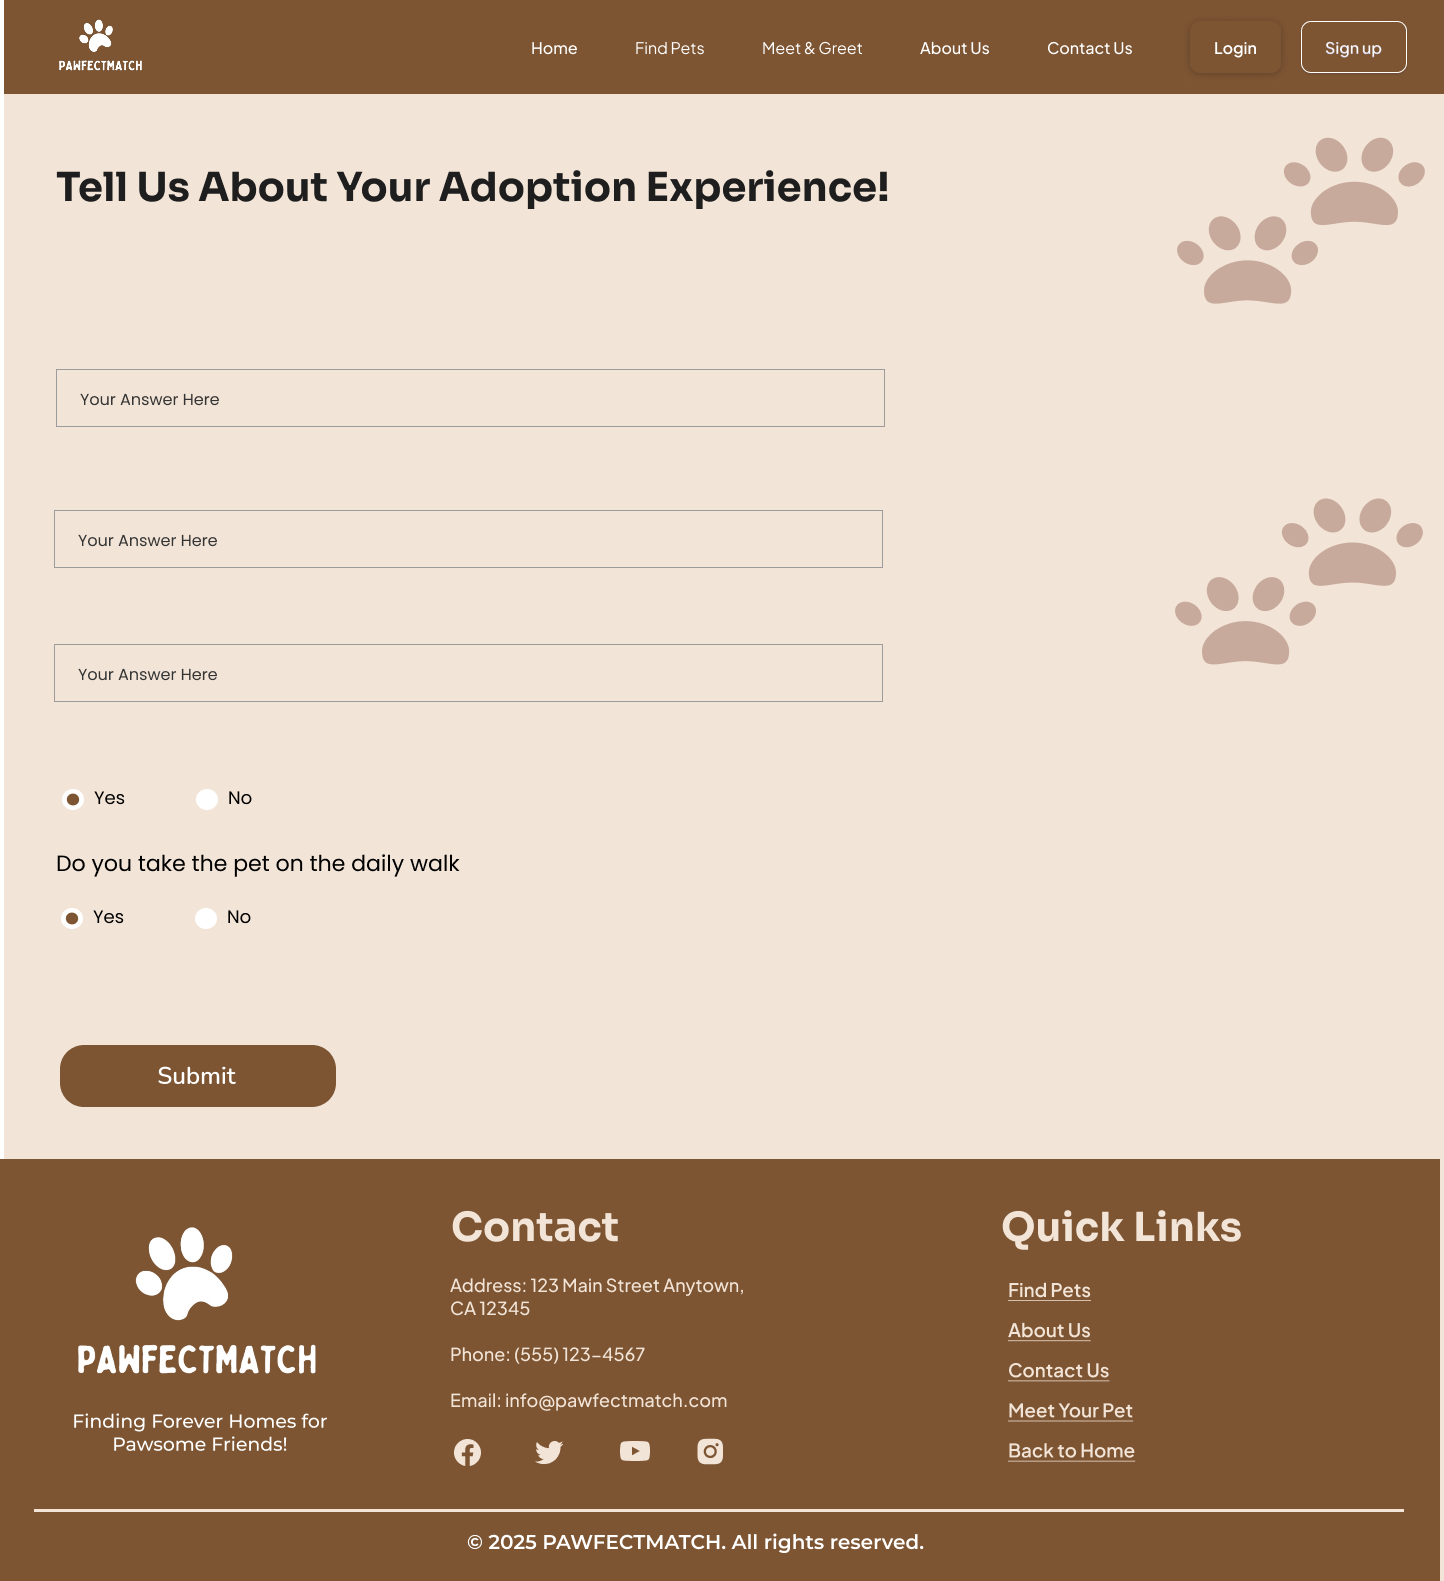 PAWFECTMATCH
Home Find Pets Meet & Greet About Us Contact Us Login Sign up
Tell Us About Your Adoption Experience!
Your Answer Here
Your Answer Here
Your Answer Here
Yes No
Do you take the pet on the daily walk
Yes No
Submit
PAWFECTMATCH
Finding Forever Homes for
Pawsome Friends!
Contact
Address: 123 Main Street Anytown,
CA 12345
Phone: (555) 123-4567
Email: info@pawfectmatch.com
Quick Links
Find Pets
About Us
Contact Us
Meet Your Pet
Back to Home
© 2025 PAWFECTMATCH. All rights reserved.